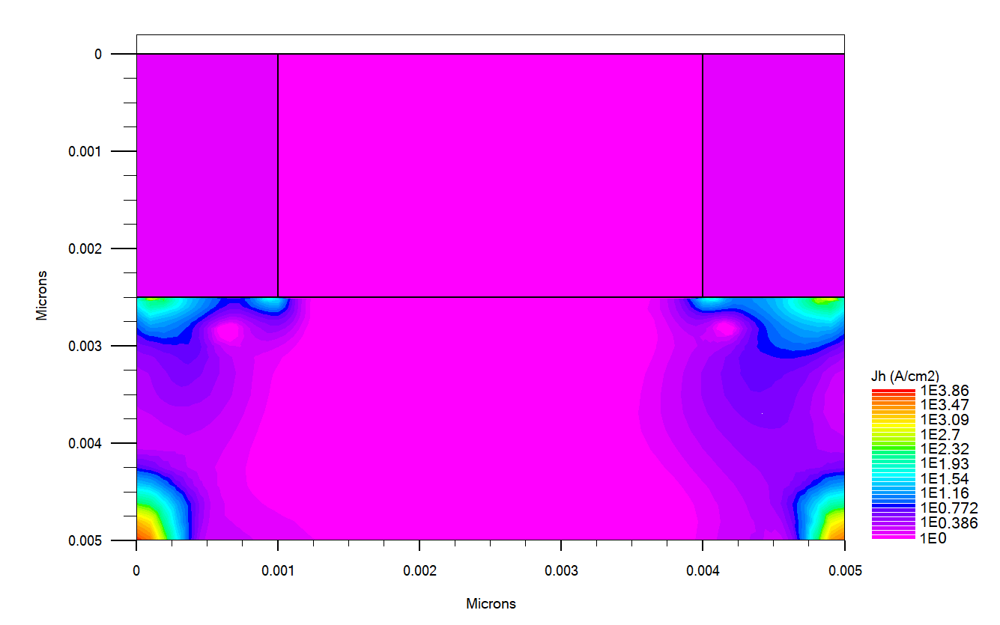 0
0.001
0.002
0.003
0.004
0.005
Microns
0
0.001
0.002
0.003
0.004
0.005
Microns
Jh (A/cm2)
1E3.86
1E3.47
1E3.09
1E2.7
1E2.32
1E1.93
1E1.54
1E1.16
1E0.772
1E0.386
1E0